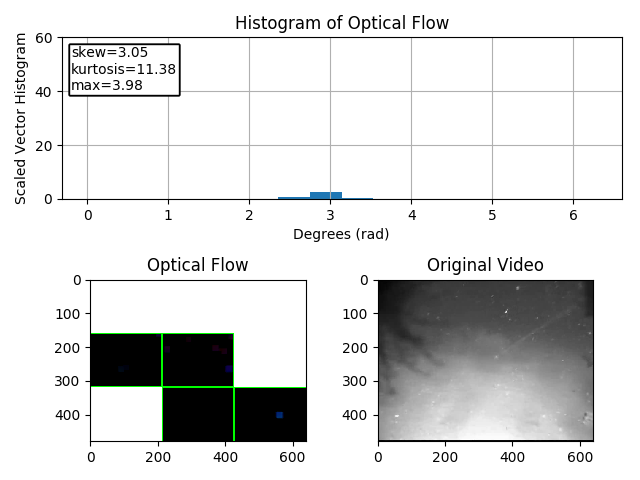 Histogram of Optical Flow
Scaled Vector Histogram
60
40
20
0
skew=3.05
kurtosis=11.38
max=3.98
0 1 2 3 4 5 6
Degrees (rad)
Optical Flow
0
100
200
300
400
0 200 400 600
Original Video
0
100
200
300
400
0 200 400 600